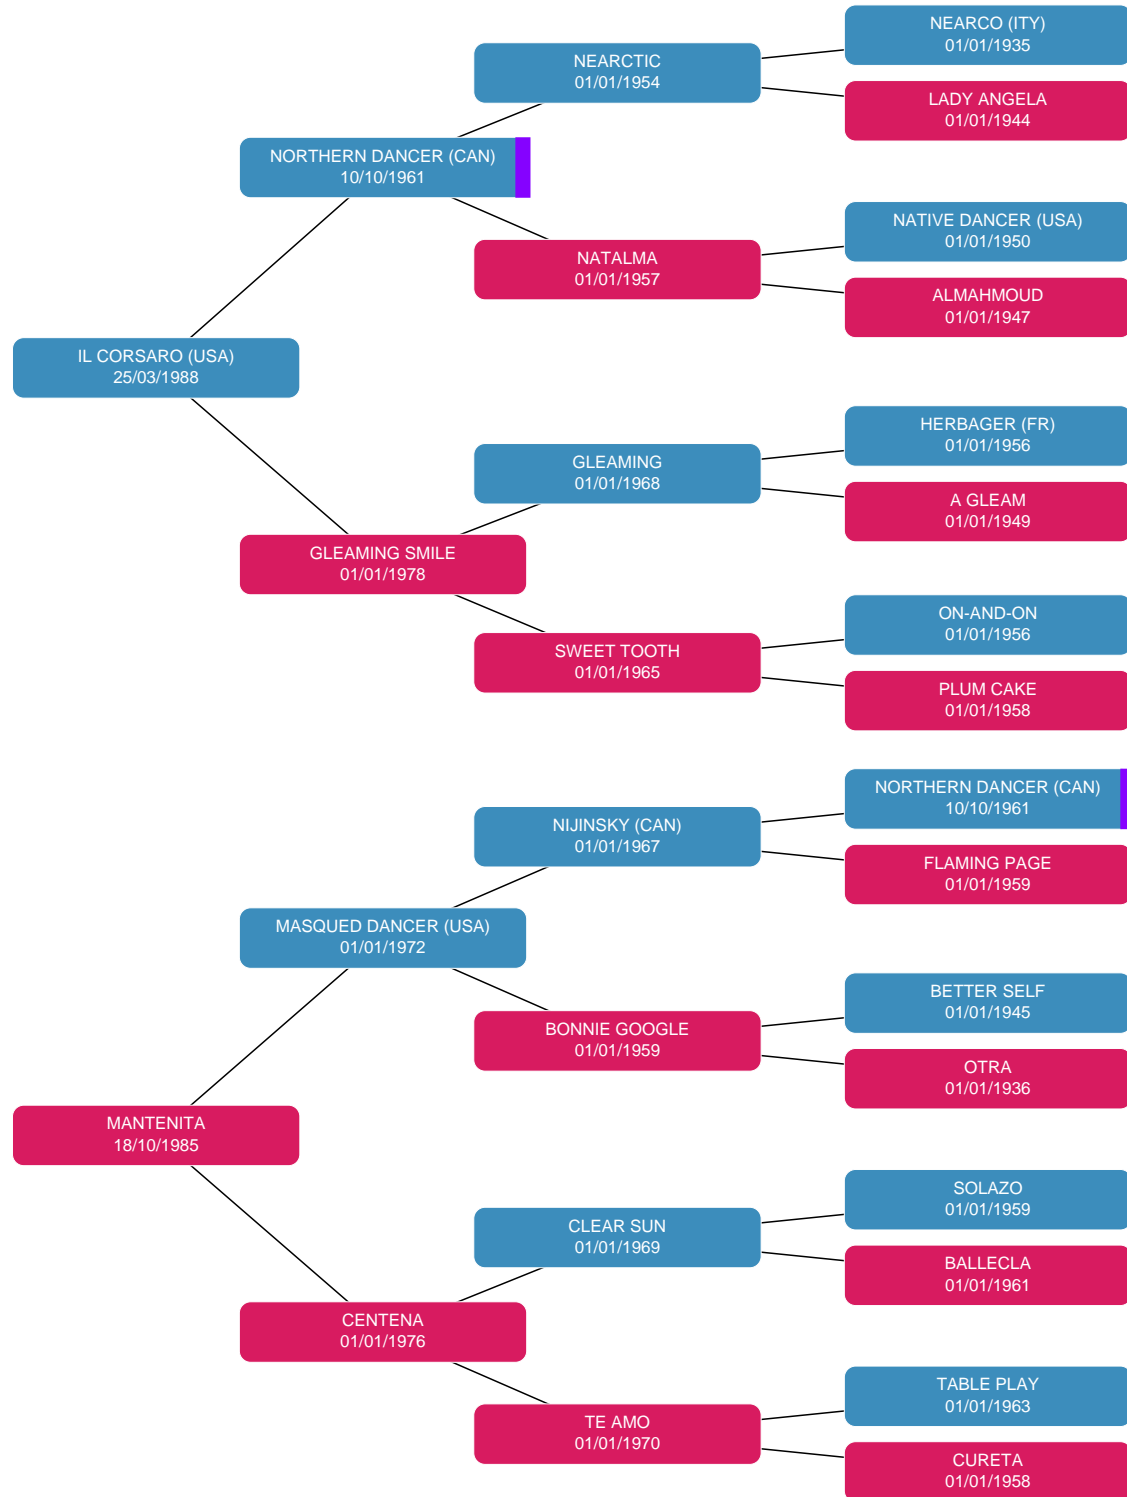 NEARCO (ITY)
01/01/1935
NEARCTIC
01/01/1954
LADY ANGELA
01/01/1944
NORTHERN DANCER (CAN)
10/10/1961
NATIVE DANCER (USA)
01/01/1950
NATALMA
01/01/1957
ALMAHMOUD
01/01/1947
IL CORSARO (USA)
25/03/1988
HERBAGER (FR)
01/01/1956
GLEAMING
01/01/1968
A GLEAM
01/01/1949
GLEAMING SMILE
01/01/1978
ON-AND-ON
01/01/1956
SWEET TOOTH
01/01/1965
PLUM CAKE
01/01/1958
NORTHERN DANCER (CAN)
10/10/1961
NIJINSKY (CAN)
01/01/1967
FLAMING PAGE
01/01/1959
MASQUED DANCER (USA)
01/01/1972
BETTER SELF
01/01/1945
BONNIE GOOGLE
01/01/1959
OTRA
01/01/1936
MANTENITA
18/10/1985
SOLAZO
01/01/1959
CLEAR SUN
01/01/1969
BALLECLA
01/01/1961
CENTENA
01/01/1976
TABLE PLAY
01/01/1963
TE AMO
01/01/1970
CURETA
01/01/1958